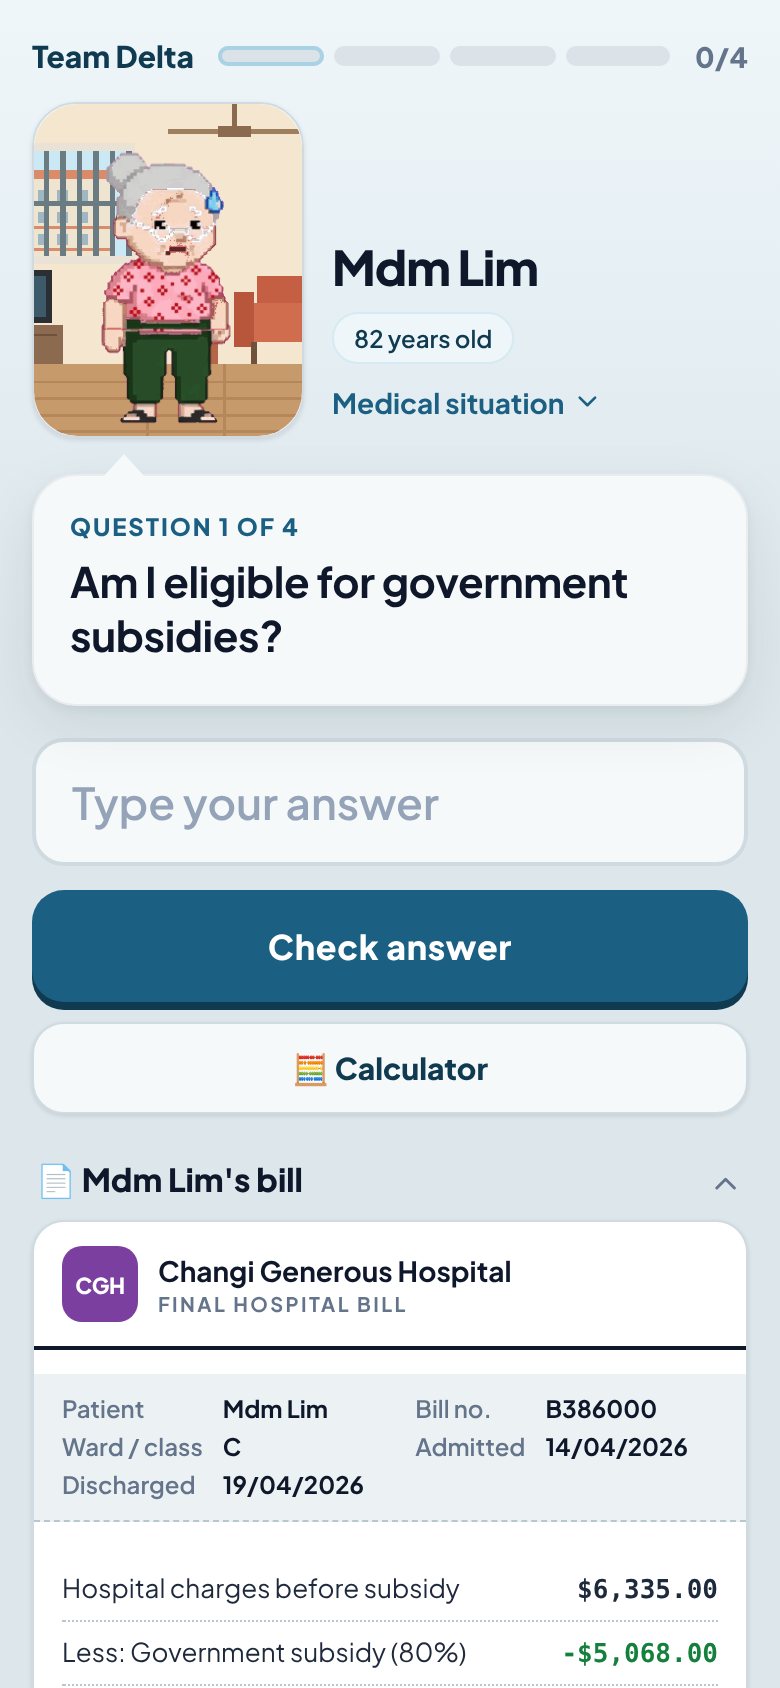 Team Delta
0/4
Mdm Lim
82 years old
Medical situation
QUESTION 1 OF 4
Am I eligible for government
subsidies?
Type your answer
Check answer
Calculator
Mdm Lim's bill
CGH
Changi Generous Hospital
FINAL HOSPITAL BILL
Patient Mdm Lim Bill no. B386000
Ward / class C Admitted 14/04/2026
Discharged 19/04/2026
Hospital charges before subsidy $6,335.00
Less: Government subsidy (80%) -$5,068.00